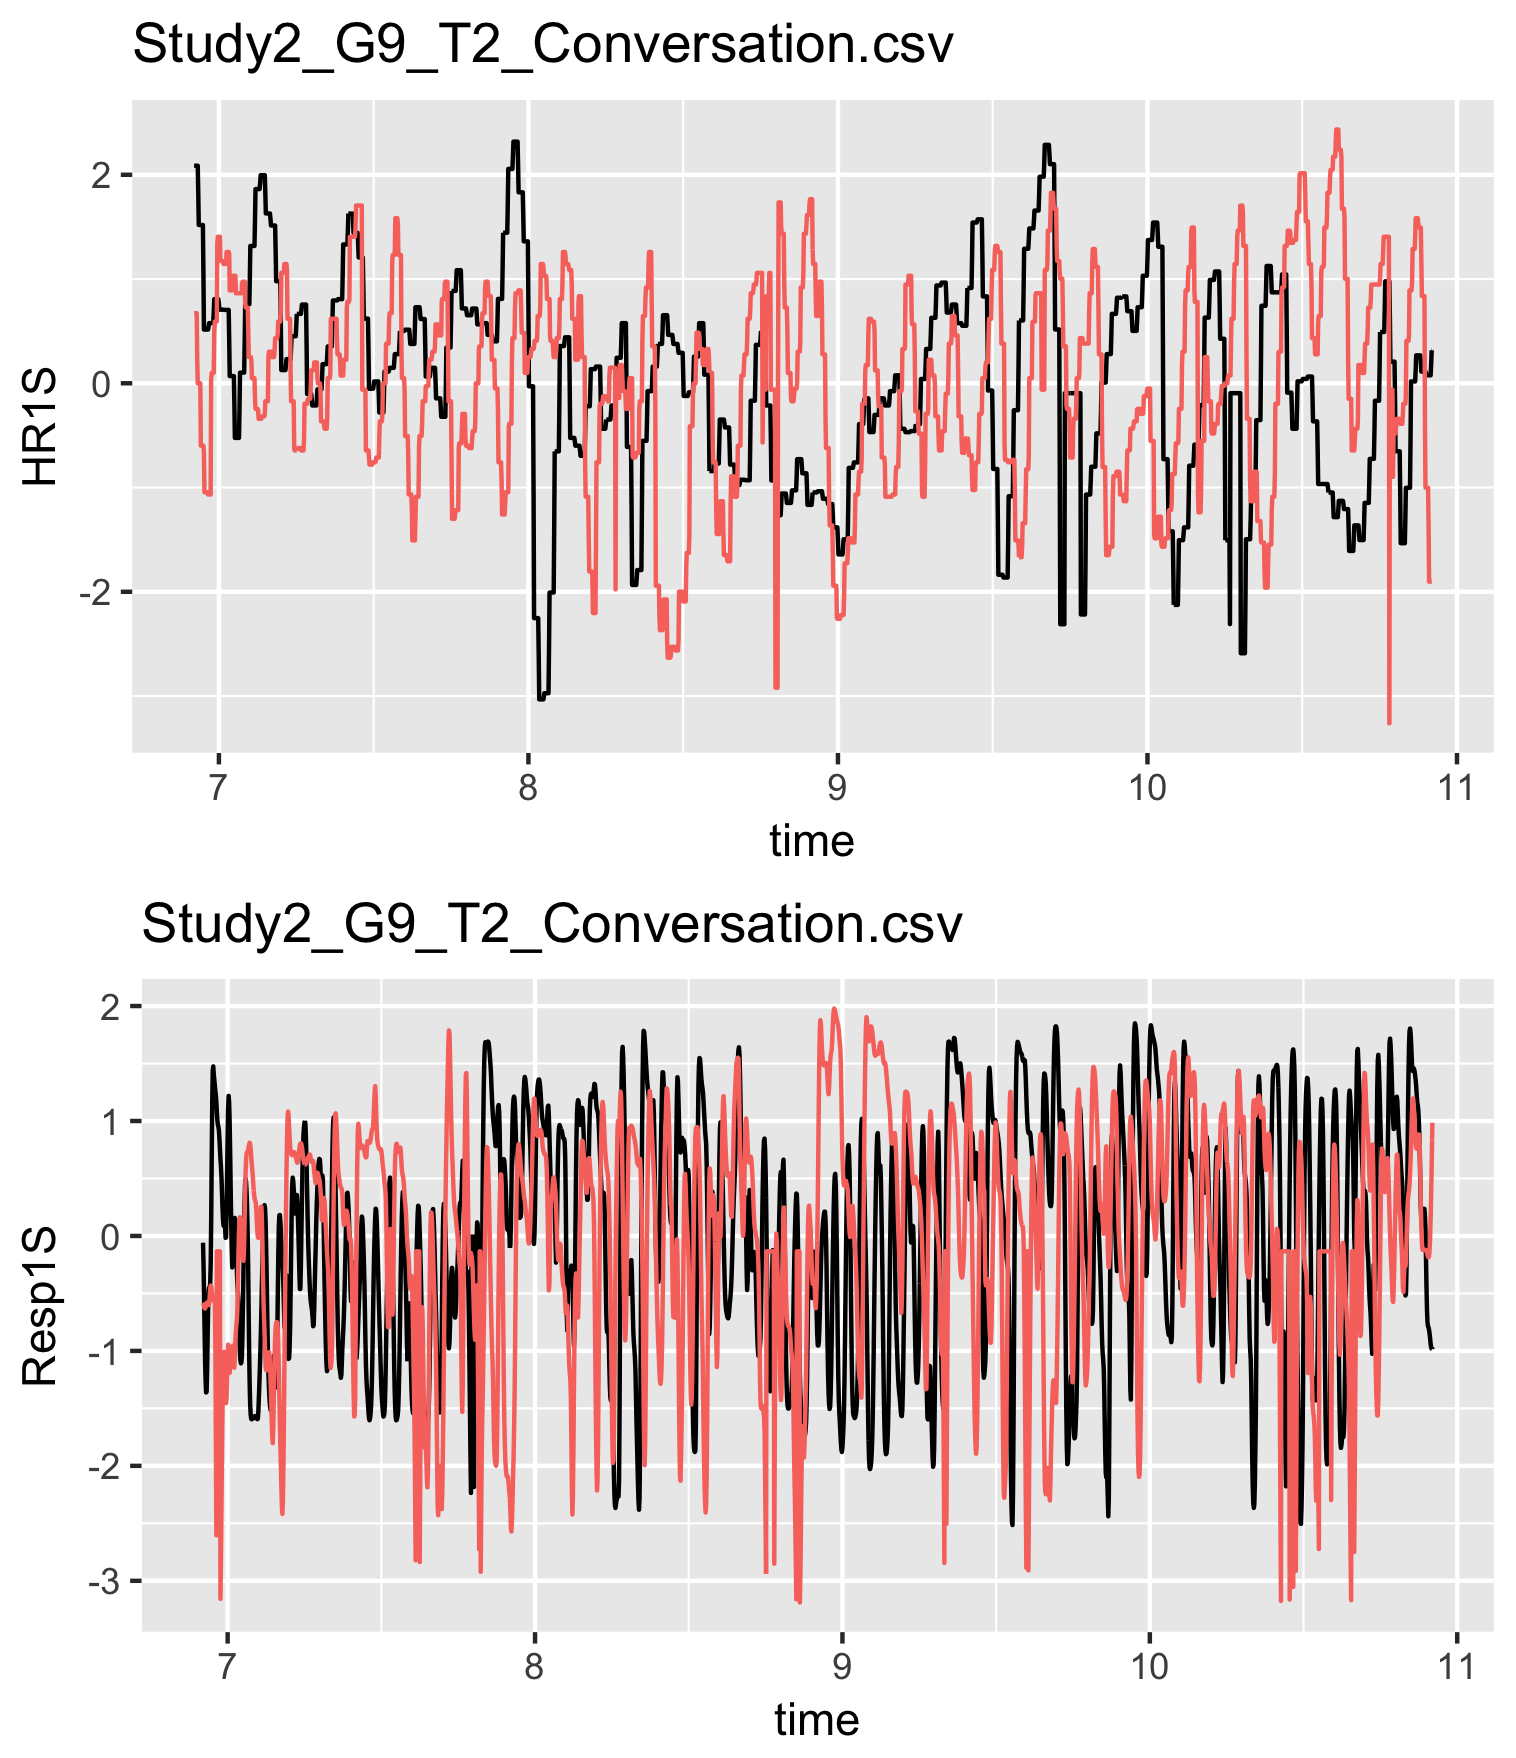 Study2_G9_T2_Conversation.csv
2
0
-2
HR1S
7 8 9 10 11
time
Study2_G9_T2_Conversation.csv
2
1
0
-1
-2
-3
Resp1S
7 8 9 10 11
time